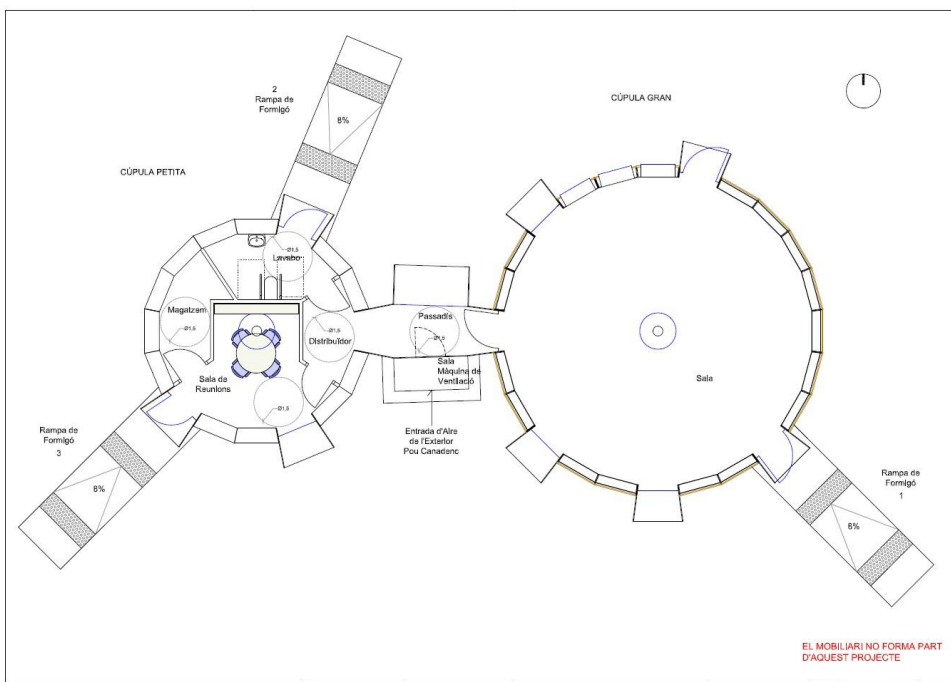 2
Rampa de
Formigó
8%
CÚPULA GRAN
CÚPULA PETITA
Ø1,5
Lavabo
Magatzem
Ø1,5
Ø1,5
Distribuïdor
Passadís
Ø1,5
Sala
Màquina de
Ventilació
Sala de
Reunions
Ø1,5
Sala
Entrada d'Aire
de l'Exterior
Pou Canadenc
Rampa de
Formigó
3
8%
Rampa de
Formigó
1
6%
EL MOBILIARI NO FORMA PART
D'AQUEST PROJECTE